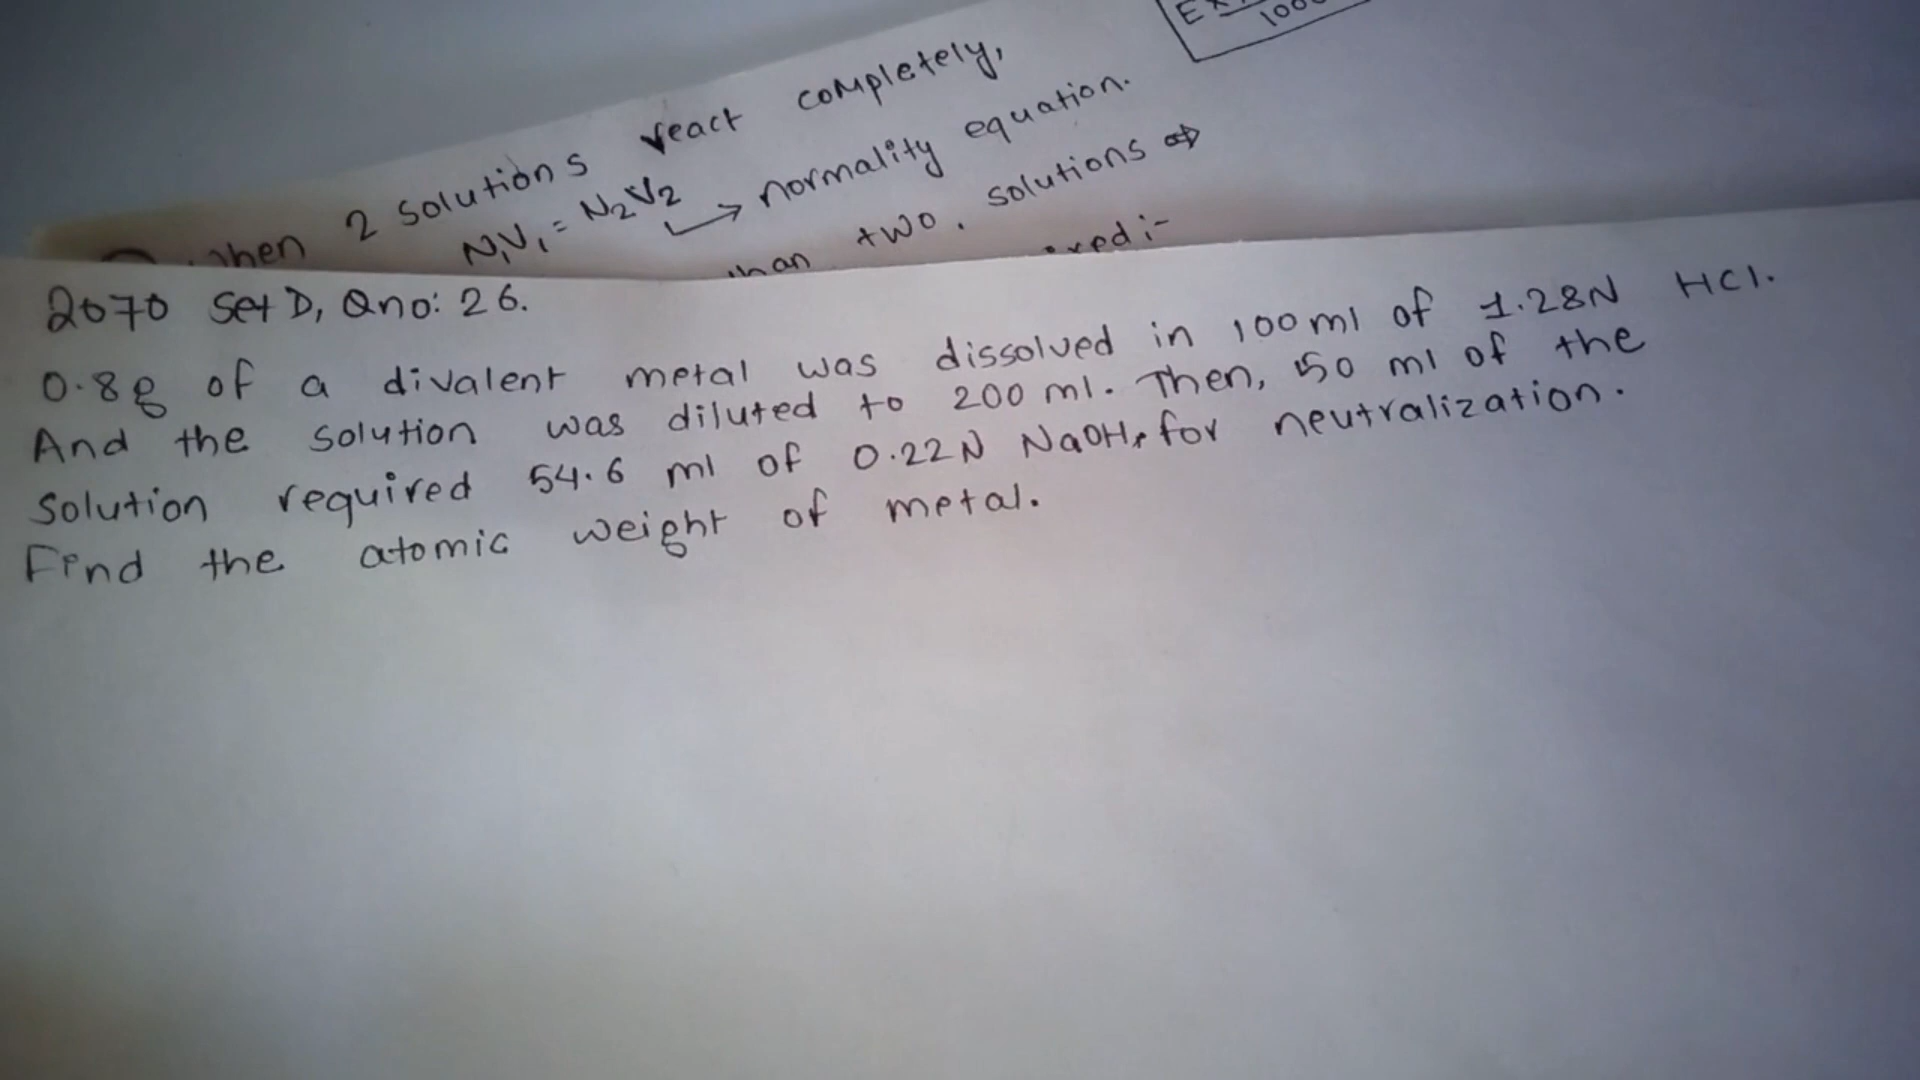 2 solutions react completely,
N1V1 = N2V2
→ normality equation.
two. solutions ⇒
2070 Set D, Qno: 26.
0.8g of a divalent metal was dissolved in 100ml of 1.28N HCl.
And the solution was diluted to 200 ml. Then, 50 ml of the
Solution required 54.6 ml of 0.22N NaOH, for neutralization.
Find the atomic weight of metal.